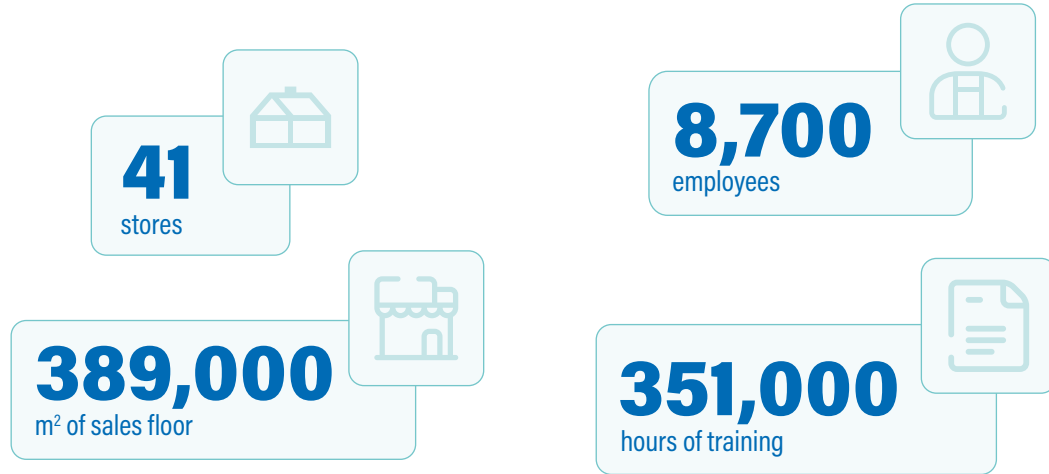 41
stores
389,000
m² of sales floor
8,700
employees
351,000
hours of training